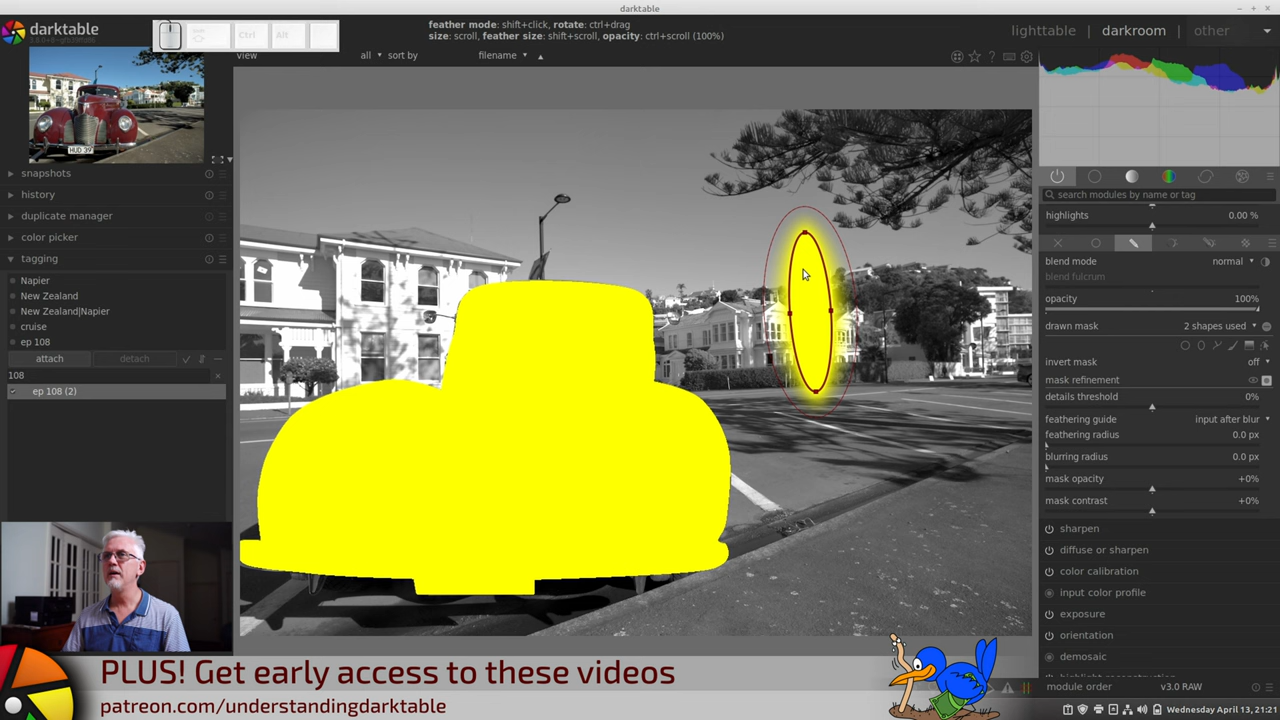 darktable
darktable
Ctrl
Alt
feather mode: shift+click, rotate: ctrl+drag
size: scroll, feather size: shift+scroll, opacity: ctrl+scroll (100%)
lighttable | darkroom | other
view
all
sort by
filename
HUD 39
snapshots
history
duplicate manager
color picker
tagging
Napier
New Zealand
New Zealand|Napier
cruise
ep 108
attach
detach
108
ep 108 (2)
search modules by name or tag
highlights
0.00 %
blend mode
normal
blend fulcrum
opacity
100%
drawn mask
2 shapes used
invert mask
off
mask refinement
details threshold
0%
feathering guide
input after blur
feathering radius
0.0 px
blurring radius
0.0 px
mask opacity
+0%
mask contrast
+0%
sharpen
diffuse or sharpen
color calibration
input color profile
exposure
orientation
demosaic
module order
v3.0 RAW
PLUS! Get early access to these videos
patreon.com/understandingdarktable
Wednesday April 13, 21:21